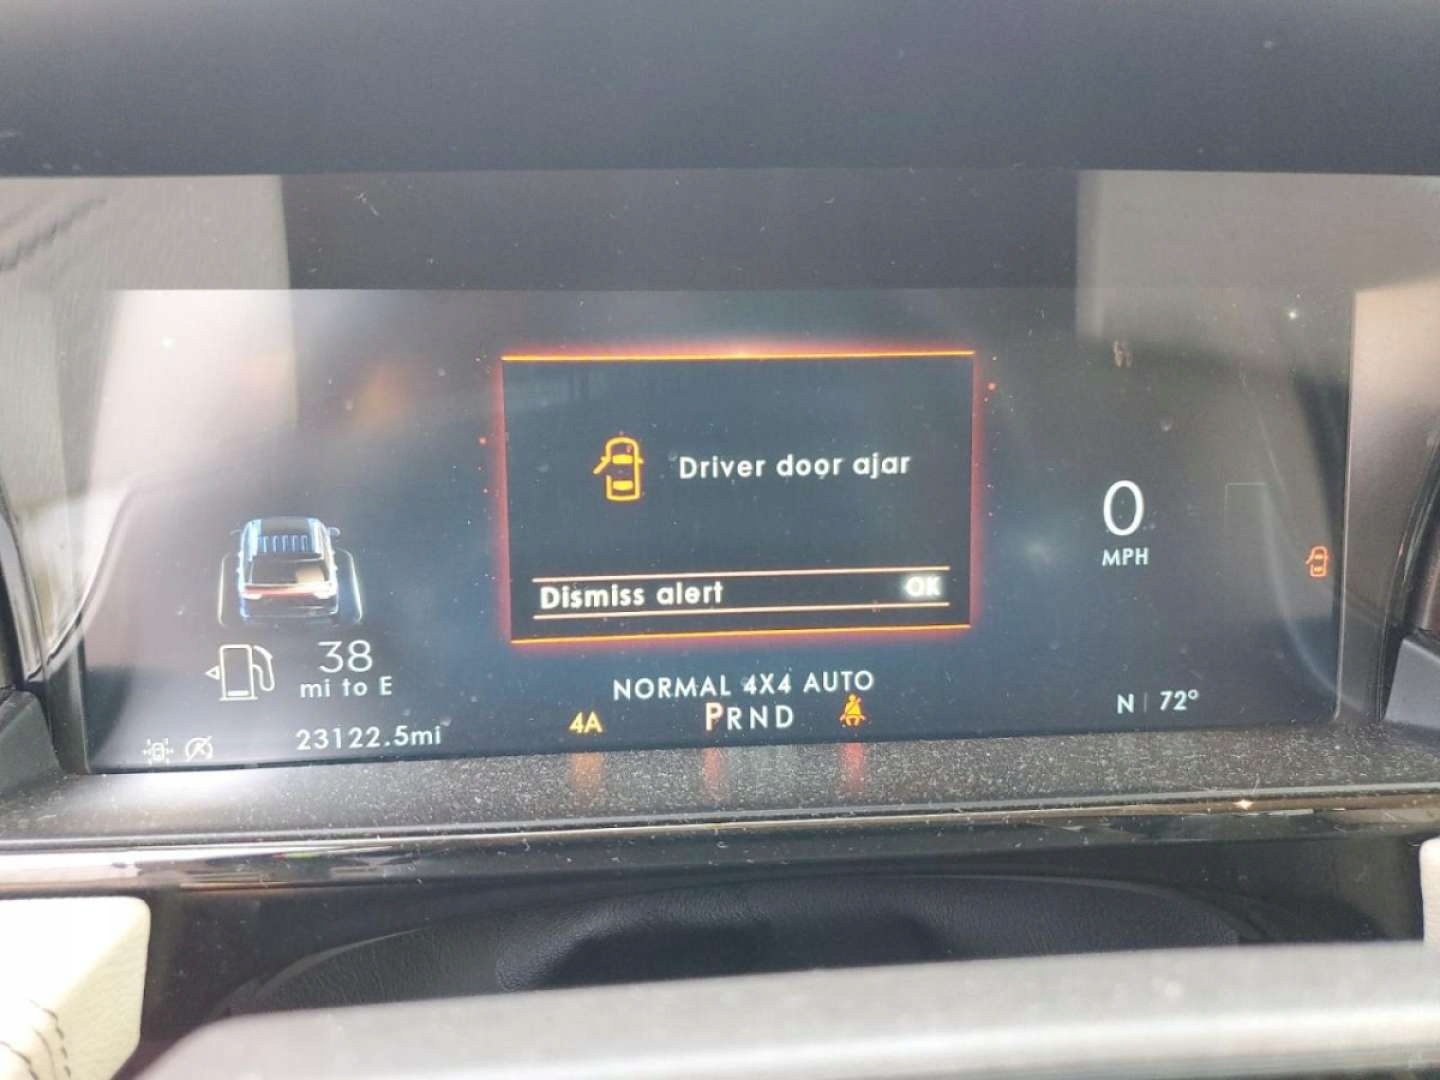 Driver door ajar
Dismiss alert OK
0
MPH
38
mi to E
23122.5mi
NORMAL 4X4 AUTO
4A
PRND
N 72°